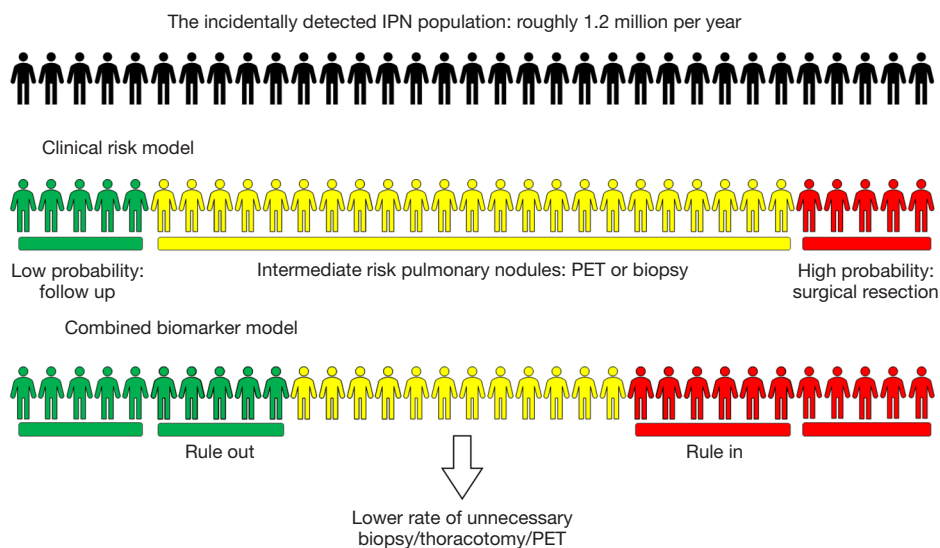 The incidentally detected IPN population: roughly 1.2 million per year
Clinical risk model
Low probability:
follow up
Intermediate risk pulmonary nodules: PET or biopsy
High probability:
surgical resection
Combined biomarker model
Rule out
Rule in
Lower rate of unnecessary
biopsy/thoracotomy/PET